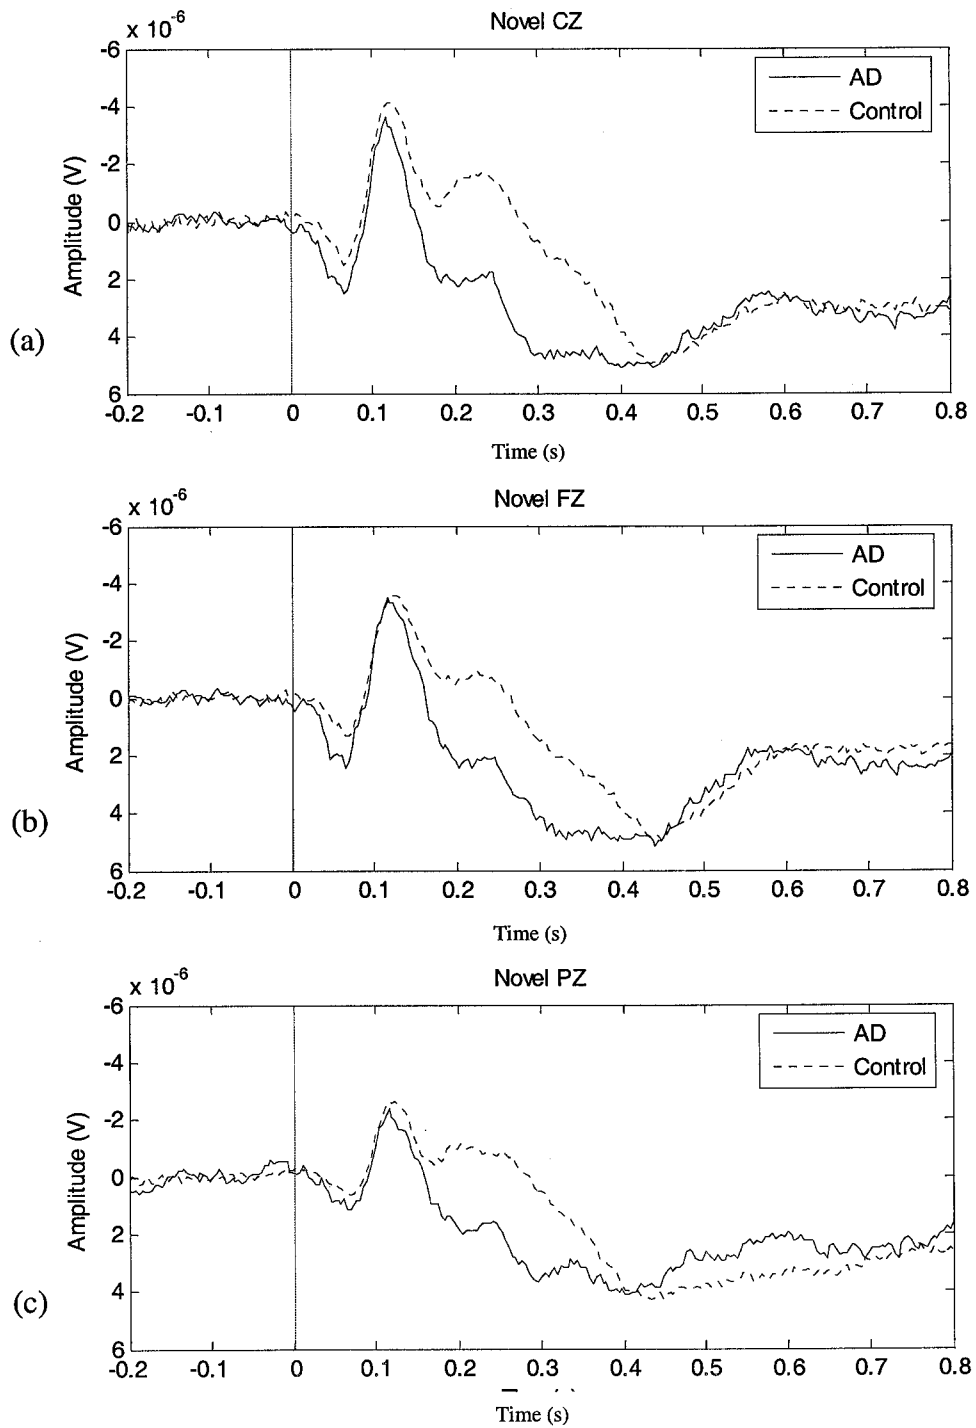 x 10-6
Novel CZ
-6
-4
-2
0
2
4
6
Amplitude (V)
AD
Control
(a)
-0.2 -0.1 0 0.1 0.2 0.3 0.4 0.5 0.6 0.7 0.8
Time (s)
x 10-6
Novel FZ
-6
-4
-2
0
2
4
6
Amplitude (V)
AD
Control
(b)
-0.2 -0.1 0 0.1 0.2 0.3 0.4 0.5 0.6 0.7 0.8
Time (s)
x 10-6
Novel PZ
-6
-4
-2
0
2
4
6
Amplitude (V)
AD
Control
(c)
-0.2 -0.1 0 0.1 0.2 0.3 0.4 0.5 0.6 0.7 0.8
Time (s)